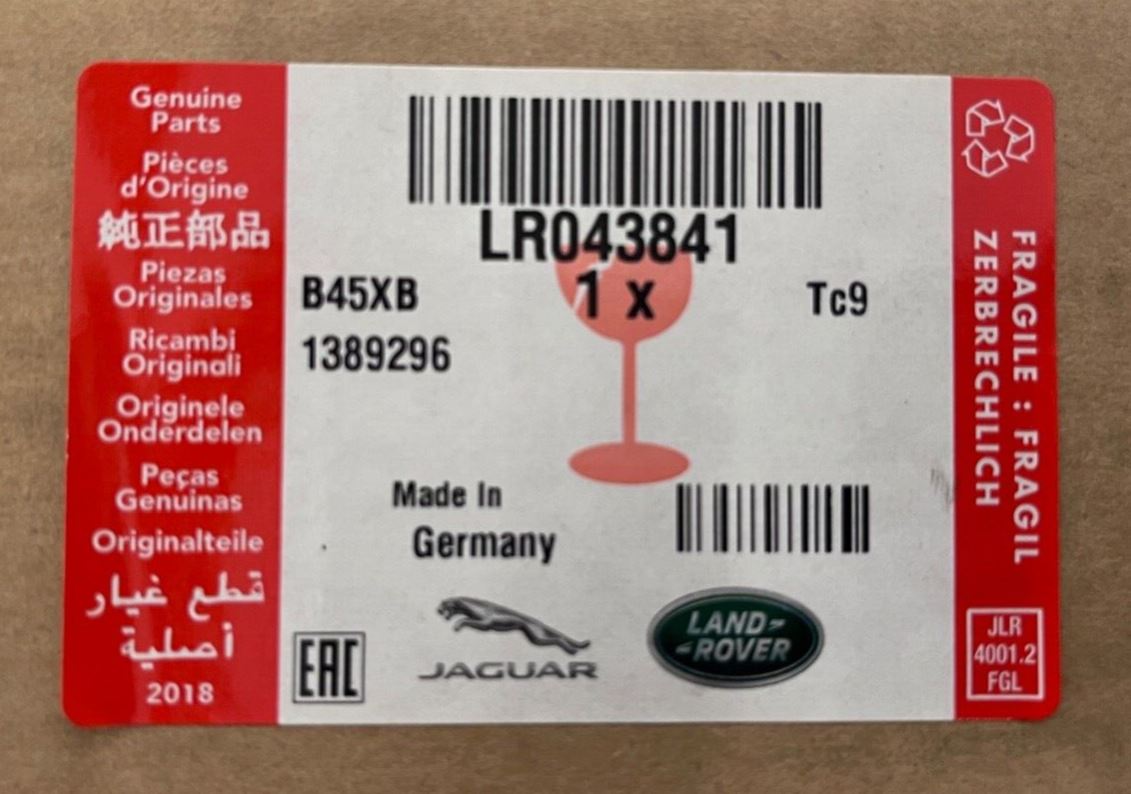 Genuine
Parts
Pièces
d'Origine
純正部品
Piezas
Originales
Ricambi
Originali
Originele
Onderdelen
Peças
Genuinas
Originalteile
قطع غيار
أصلية
2018
LR043841
1 x
B45XB
Tc9
1389296
Made In
Germany
EAC
JAGUAR
LAND-
-ROVER
FRAGILE : FRAGIL
ZERBRECHLICH
JLR
4001.2
FGL